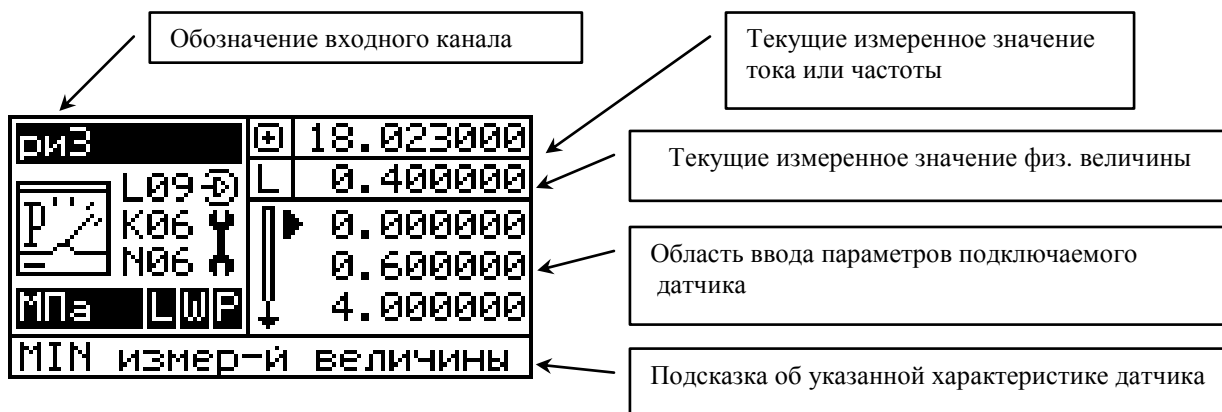 Обозначение входного канала
Текущие измеренное значение
тока или частоты
Текущие измеренное значение физ. величины
Область ввода параметров подключаемого
датчика
Подсказка об указанной характеристике датчика
ри3
18.023000
L 0.400000
P
L09
K06
N06
0.000000
0.600000
4.000000
МПа L W P
MIN измер-й величины